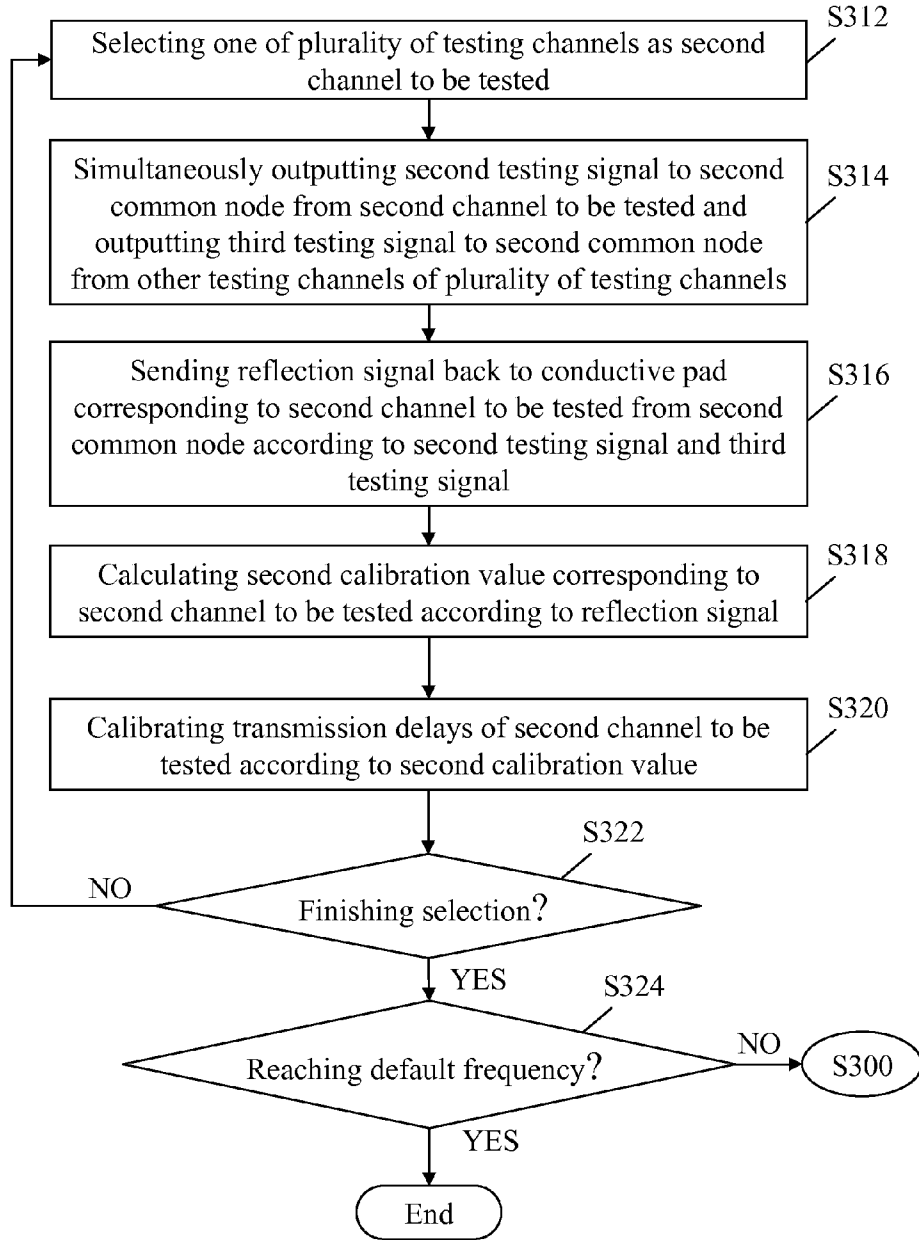 S312
Selecting one of plurality of testing channels as second
channel to be tested
S314
Simultaneously outputting second testing signal to second
common node from second channel to be tested and
outputting third testing signal to second common node
from other testing channels of plurality of testing channels
S316
Sending reflection signal back to conductive pad
corresponding to second channel to be tested from second
common node according to second testing signal and third
testing signal
S318
Calculating second calibration value corresponding to
second channel to be tested according to reflection signal
S320
Calibrating transmission delays of second channel to be
tested according to second calibration value
S322
NO
Finishing selection?
YES
S324
Reaching default frequency?
NO
S300
YES
End